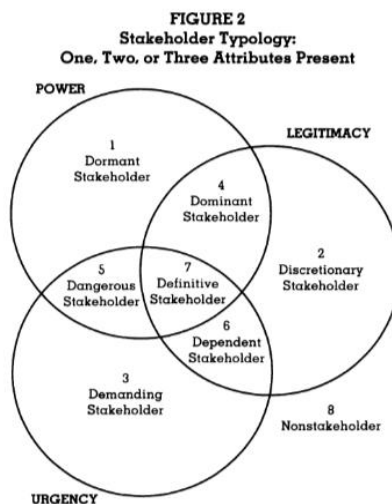 FIGURE 2
Stakeholder Typology:
One, Two, or Three Attributes Present
POWER
LEGITIMACY
1
Dormant
Stakeholder
4
Dominant
Stakeholder
2
Discretionary
Stakeholder
5
Dangerous
Stakeholder
7
Definitive
Stakeholder
6
Dependent
Stakeholder
3
Demanding
Stakeholder
8
Nonstakeholder
URGENCY